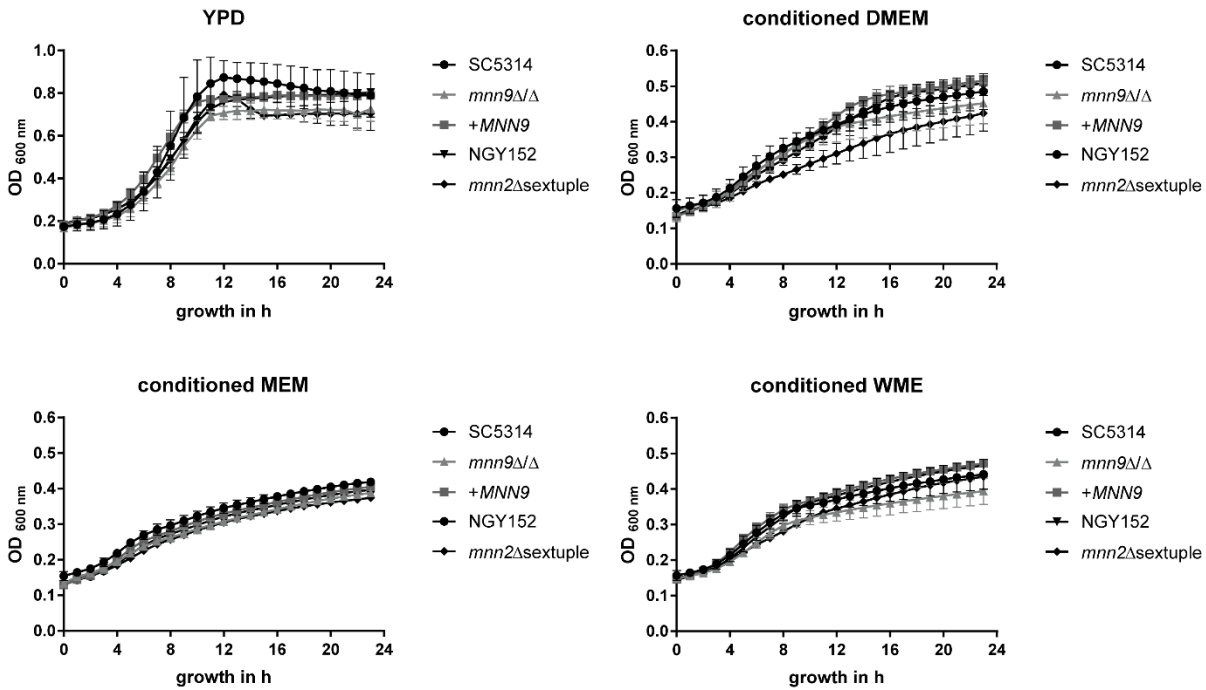 YPD
1.0
0.8
0.6
0.4
0.2
0.0
OD 600 nm
0 4 8 12 16 20 24
growth in h
SC5314
mnn9Δ/Δ
+MNN9
NGY152
mnn2Δsextuple
conditioned DMEM
0.6
0.5
0.4
0.3
0.2
0.1
0.0
OD 600 nm
0 4 8 12 16 20 24
growth in h
SC5314
mnn9Δ/Δ
+MNN9
NGY152
mnn2Δsextuple
conditioned MEM
0.6
0.5
0.4
0.3
0.2
0.1
0.0
OD 600 nm
0 4 8 12 16 20 24
growth in h
SC5314
mnn9Δ/Δ
+MNN9
NGY152
mnn2Δsextuple
conditioned WME
0.6
0.5
0.4
0.3
0.2
0.1
0.0
OD 600 nm
0 4 8 12 16 20 24
growth in h
SC5314
mnn9Δ/Δ
+MNN9
NGY152
mnn2Δsextuple